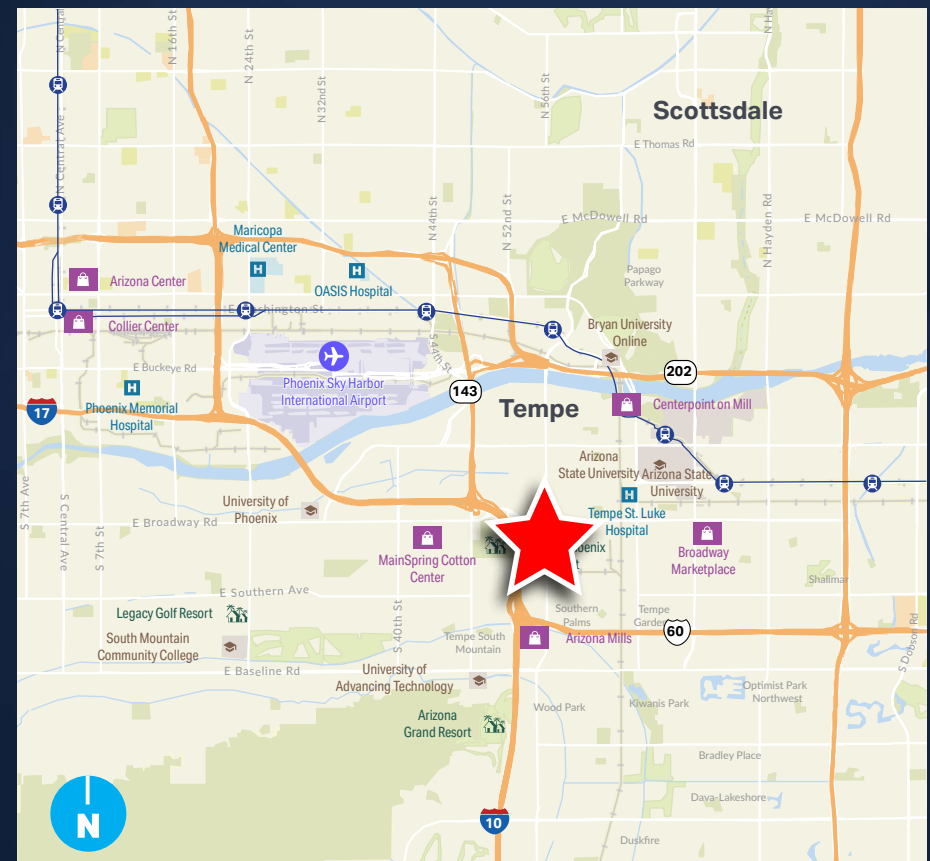 N Central
N 16th St
N 24th St
N 32nd St
N 56th St
N Ha
Scottsdale
E Thomas Rd
N Central Ave
N 44th St
N 52nd St
E McDowell Rd
N Hayden Rd
E McDowell Rd
Maricopa
Medical Center
H
H
OASIS Hospital
Papago
Parkway
Arizona Center
Collier Center
Bryan University
Online
E Buckeye Rd
S 44th St
Phoenix Sky Harbor
International Airport
202
143
H
17
Phoenix Memorial
Hospital
Tempe
Centerpoint on Mill
Arizona
State University
Arizona State
University
S 7th Ave
S Central Ave
S 7th St
University of
Phoenix
E Broadway Rd
H
Tempe St. Luke
Hospital
MainSpring Cotton
Center
Broadway
Marketplace
Shalimar
E Southern Ave
Legacy Golf Resort
S 40th St
Southern
Palms
Tempe
60
South Mountain
Community College
Tempe South
Mountain
Arizona Mills
S Dobson Rd
E Baseline Rd
University of
Advancing Technology
Optimist Park
Northwest
Wood Park
Kiwanis Park
Arizona
Grand Resort
Bradley Place
Dava-Lakeshore
10
N
Duskfire